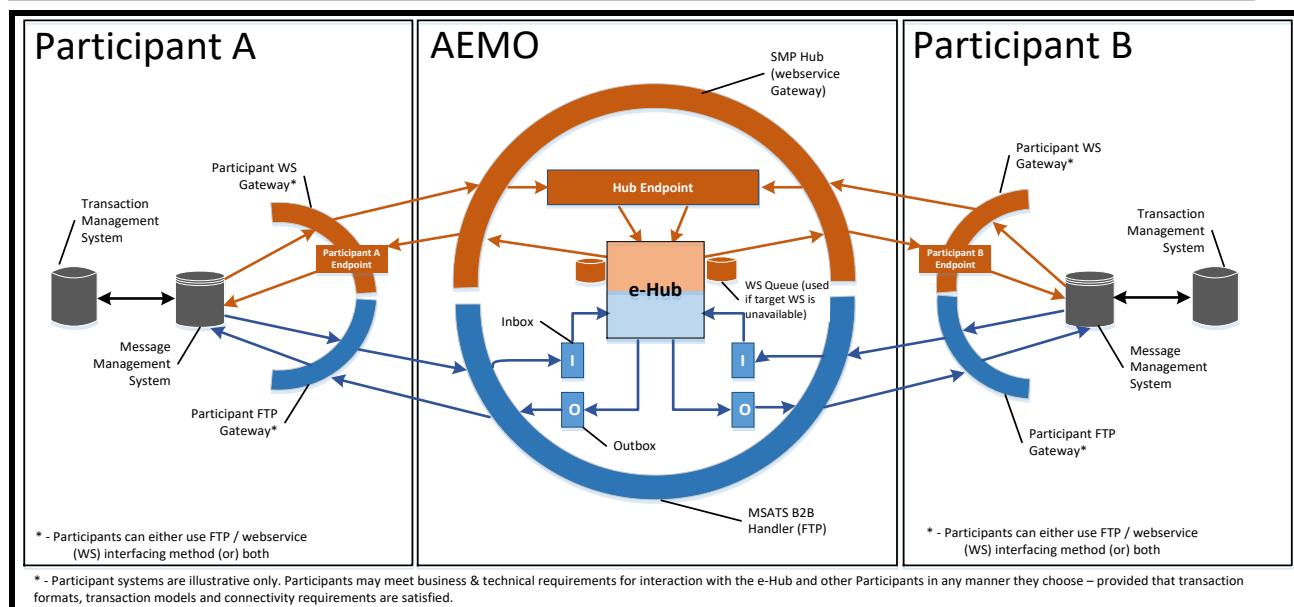 Participant A
AEMO
Participant B
SMP Hub
(webservice
Gateway)
Participant WS
Gateway*
Transaction
Management
System
Participant A
Endpoint
Message
Management
System
Participant FTP
Gateway*
Hub Endpoint
e-Hub
WS Queue (used
if target WS is
unavailable)
Inbox
I
I
O
O
Outbox
MSATS B2B
Handler (FTP)
Participant WS
Gateway*
Transaction
Management
System
Participant B
Endpoint
Message
Management
System
Participant FTP
Gateway*
* - Participants can either use FTP / webservice
(WS) interfacing method (or) both
* - Participants can either use FTP / webservice
(WS) interfacing method (or) both
* - Participant systems are illustrative only. Participants may meet business & technical requirements for interaction with the e-Hub and other Participants in any manner they choose – provided that transaction
formats, transaction models and connectivity requirements are satisfied.